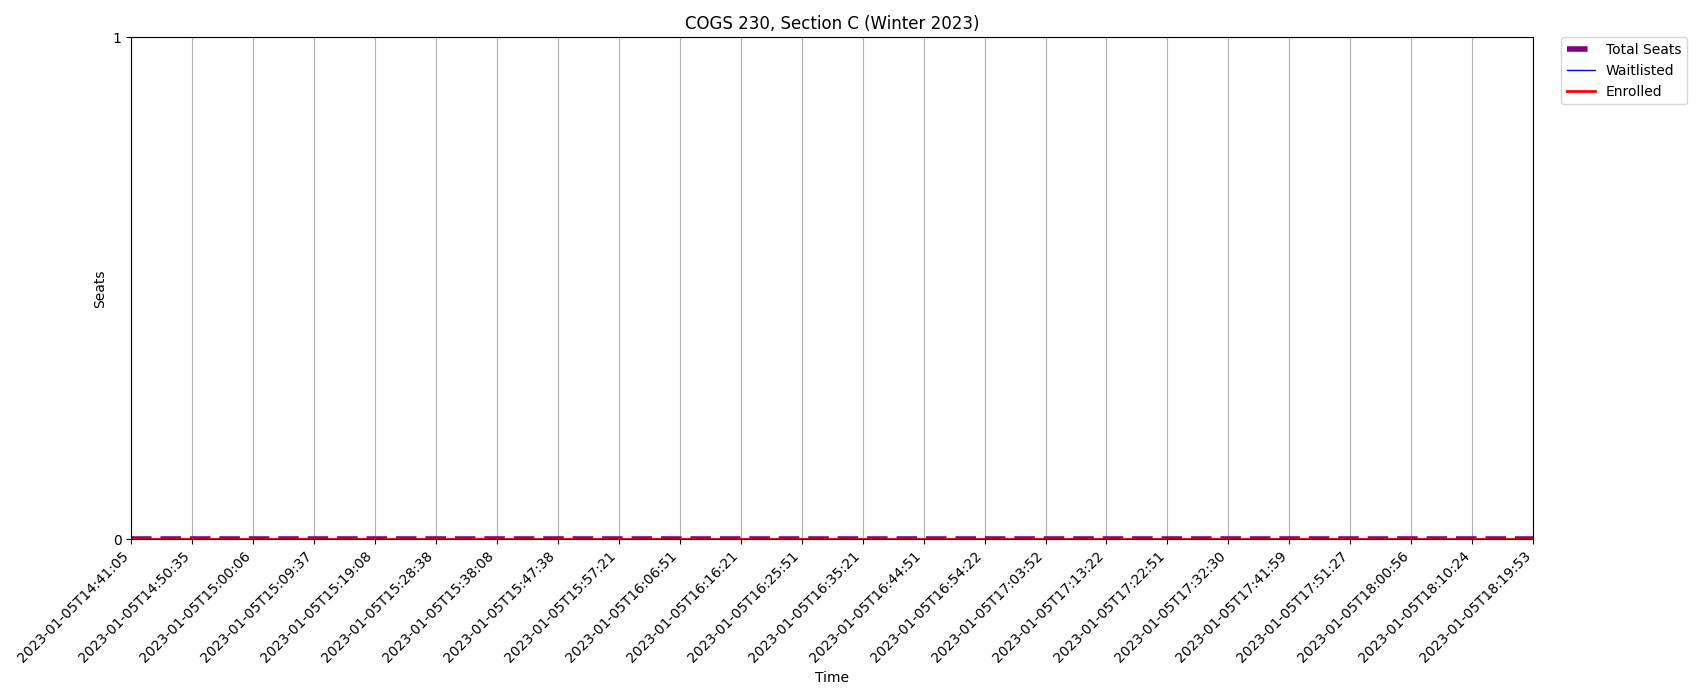 COGS 230, Section C (Winter 2023)
1
Total Seats
Waitlisted
Enrolled
Seats
0
2023-01-05T14:41:05
2023-01-05T14:50:35
2023-01-05T15:00:06
2023-01-05T15:09:37
2023-01-05T15:19:08
2023-01-05T15:28:38
2023-01-05T15:38:08
2023-01-05T15:47:38
2023-01-05T15:57:21
2023-01-05T16:06:51
2023-01-05T16:16:21
2023-01-05T16:25:51
2023-01-05T16:35:21
2023-01-05T16:44:51
2023-01-05T16:54:22
2023-01-05T17:03:52
2023-01-05T17:13:22
2023-01-05T17:22:51
2023-01-05T17:32:30
2023-01-05T17:41:59
2023-01-05T17:51:27
2023-01-05T18:00:56
2023-01-05T18:10:24
2023-01-05T18:19:53
Time